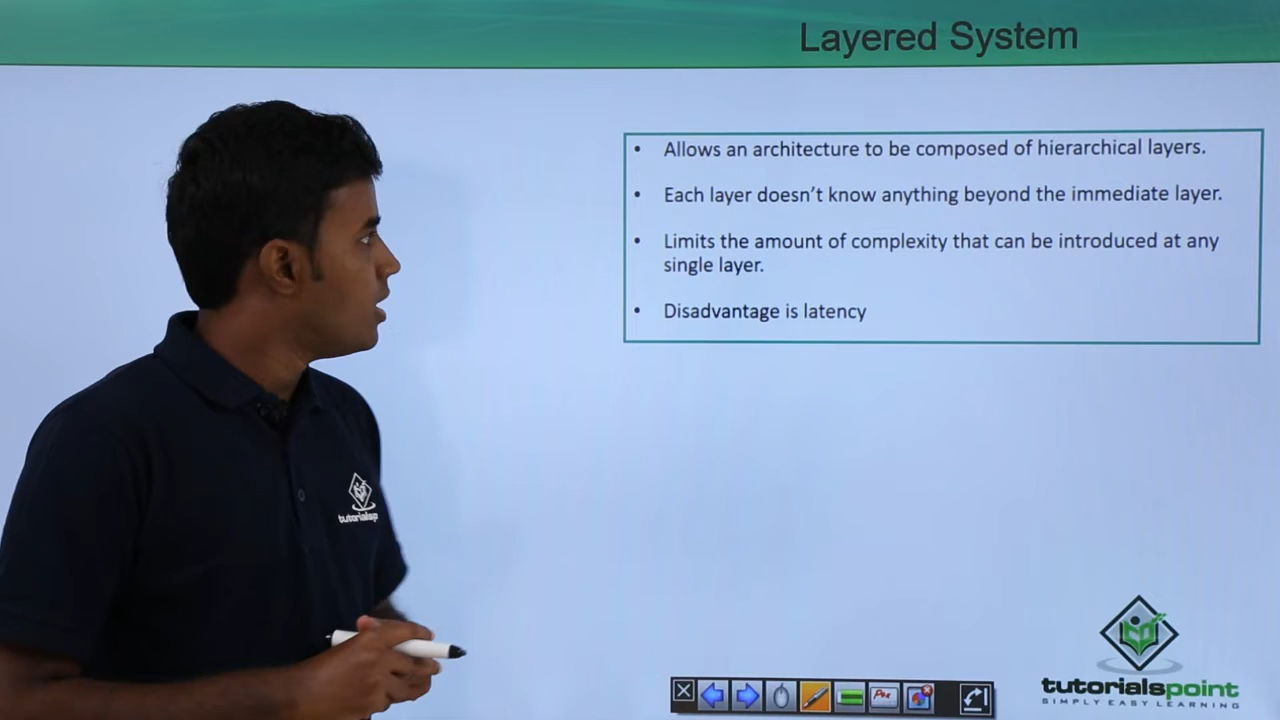 Layered System
• Allows an architecture to be composed of hierarchical layers.
• Each layer doesn’t know anything beyond the immediate layer.
• Limits the amount of complexity that can be introduced at any
single layer.
• Disadvantage is latency
tutorialsp
Pen
tutorialspoint
SIMPLY EASY LEARNING